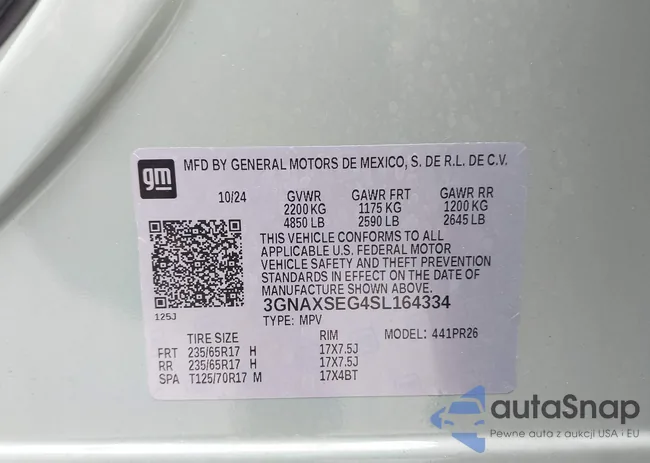 gm
MFD BY GENERAL MOTORS DE MEXICO, S. DE R.L. DE C.V.
10/24 GVWR GAWR FRT GAWR RR
2200 KG 1175 KG 1200 KG
4850 LB 2590 LB 2645 LB
THIS VEHICLE CONFORMS TO ALL
APPLICABLE U.S. FEDERAL MOTOR
VEHICLE SAFETY AND THEFT PREVENTION
STANDARDS IN EFFECT ON THE DATE OF
MANUFACTURE SHOWN ABOVE.
125J
3GNAXSEG4SL164334
TYPE: MPV
TIRE SIZE RIM MODEL: 441PR26
FRT 235/65R17 H 17X7.5J
RR 235/65R17 H 17X7.5J
SPA T125/70R17 M 17X4BT
autaSnap
Pewne auta z aukcji USA i EU